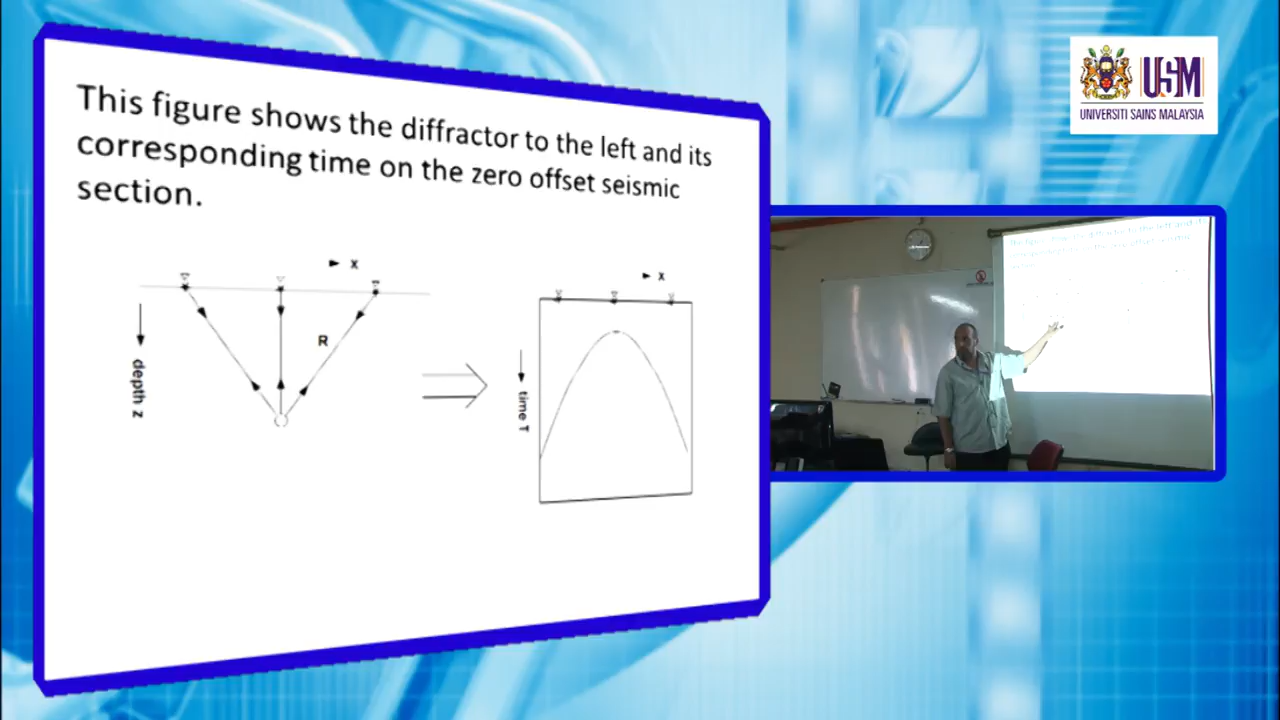 This figure shows the diffractor to the left and its
corresponding time on the zero offset seismic
section.
x
R
depth z
x
time T
USM
UNIVERSITI SAINS MALAYSIA